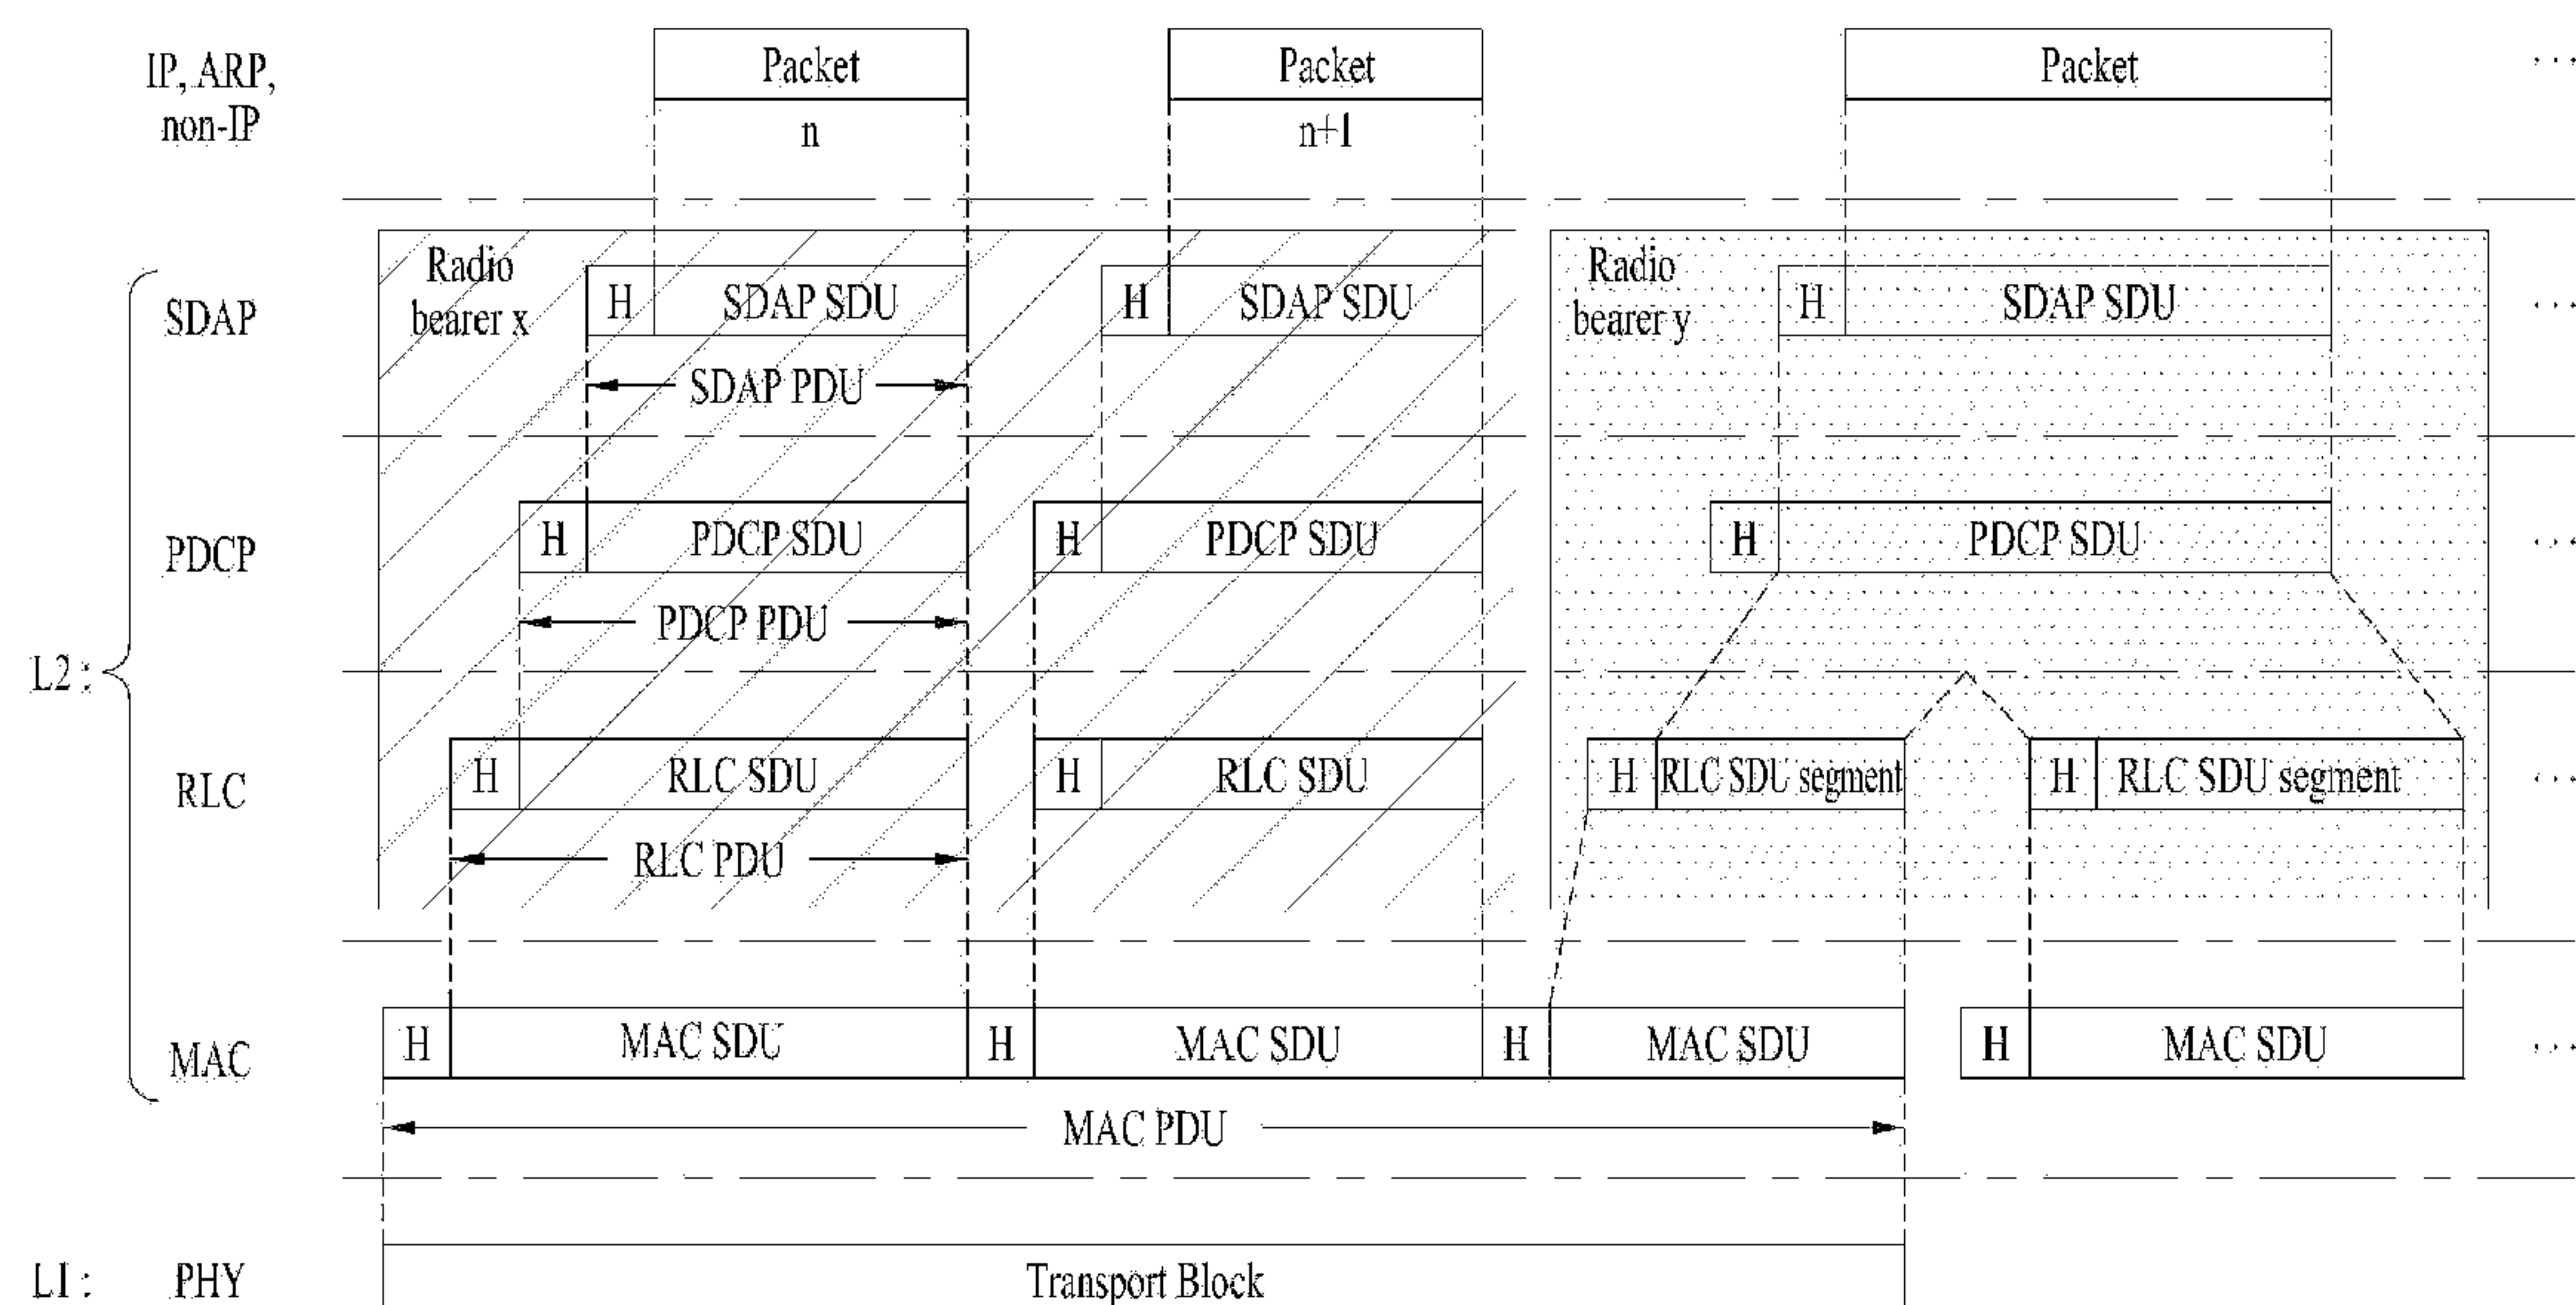 IP, ARP,
non-IP
Packet
n
Packet
n+1
Packet
...
L2 :
SDAP
Radio
bearer x
H
SDAP SDU
SDAP PDU
H
SDAP SDU
Radio
bearer y
H
SDAP SDU
...
PDCP
H
PDCP SDU
PDCP PDU
H
PDCP SDU
H
PDCP SDU
...
RLC
H
RLC SDU
RLC PDU
H
RLC SDU
H
RLC SDU segment
H
RLC SDU segment
...
MAC
H
MAC SDU
H
MAC SDU
H
MAC SDU
H
MAC SDU
...
MAC PDU
L1 :
PHY
Transport Block